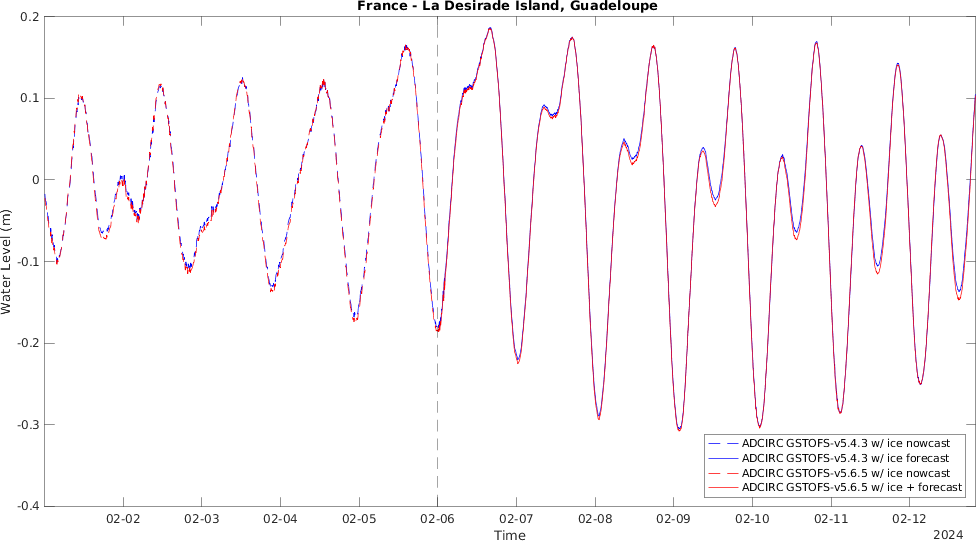 France - La Desirade Island, Guadeloupe
0.2
0.1
0
-0.1
-0.2
-0.3
-0.4
Water Level (m)
02-02
02-03
02-04
02-05
02-06
02-07
02-08
02-09
02-10
02-11
02-12
Time
2024
ADCIRC GSTOFS-v5.4.3 w/ ice nowcast
ADCIRC GSTOFS-v5.4.3 w/ ice forecast
ADCIRC GSTOFS-v5.6.5 w/ ice nowcast
ADCIRC GSTOFS-v5.6.5 w/ ice + forecast